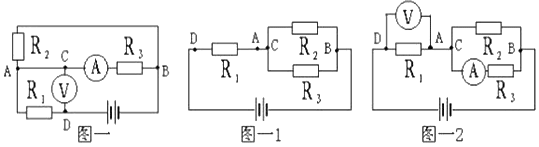 R₂ C R₃ A A B
R₁ V D
图一
D A C R₂ B R₁ R₃
图一1
V D A C R₂ B R₁ A R₃
图一2